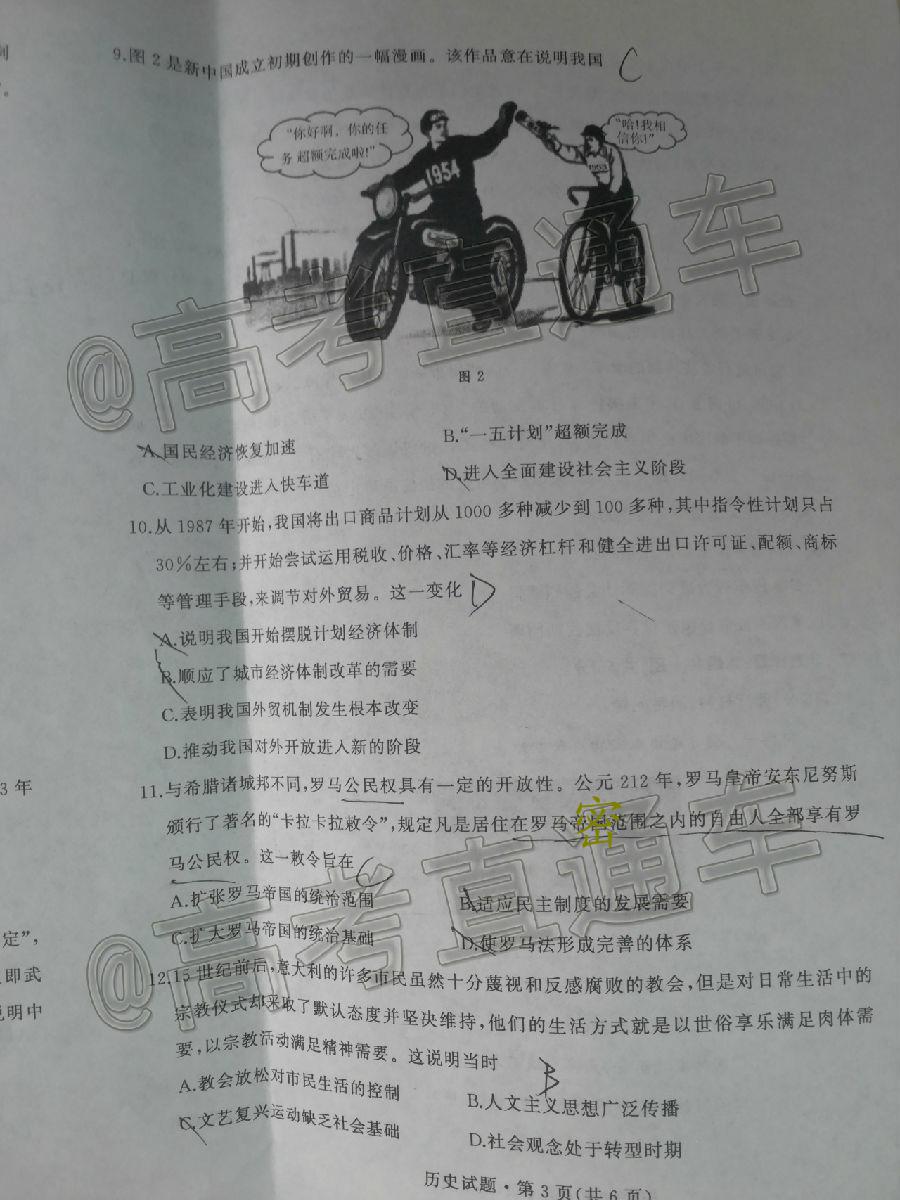 9.图 2 是新中国成立初期创作的一幅漫画。该作品意在说明我国 C
"你好啊，你的任
务超额完成啦!"
"哈!我相
信你!"
1954
图 2
A.国民经济恢复加速
B."一五计划"超额完成
C.工业化建设进入快车道
D.进入全面建设社会主义阶段
10.从 1987 年开始,我国将出口商品计划从 1000 多种减少到 100 多种,其中指令性计划只占
30%左右;并开始尝试运用税收、价格、汇率等经济杠杆和健全进出口许可证、配额、商标
等管理手段,来调节对外贸易。这一变化 D
A.说明我国开始摆脱计划经济体制
B.顺应了城市经济体制改革的需要
C.表明我国外贸机制发生根本改变
D.推动我国对外开放进入新的阶段
11.与希腊诸城邦不同,罗马公民权具有一定的开放性。公元 212 年,罗马皇帝安东尼努斯
颁行了著名的"卡拉卡拉敕令",规定凡是居住在罗马帝国范围之内的自由人全部享有罗
马公民权。这一敕令旨在 C
A.扩张罗马帝国的统治范围
B.适应民主制度的发展需要
C.扩大罗马帝国的统治基础
D.使罗马法形成完善的体系
12.15 世纪前后,意大利的许多市民虽然十分蔑视和反感腐败的教会,但是对日常生活中的
宗教仪式却采取了默认态度并坚决维持,他们的生活方式就是以世俗享乐满足肉体需
要,以宗教活动满足精神需要。这说明当时 B
A.教会放松对市民生活的控制
B.人文主义思想广泛传播
C.文艺复兴运动缺乏社会基础
D.社会观念处于转型时期
历史试题·第 3 页(共 6 页)
3 年
定",
即武
说明中
@高考直通车
@高考直通车
密